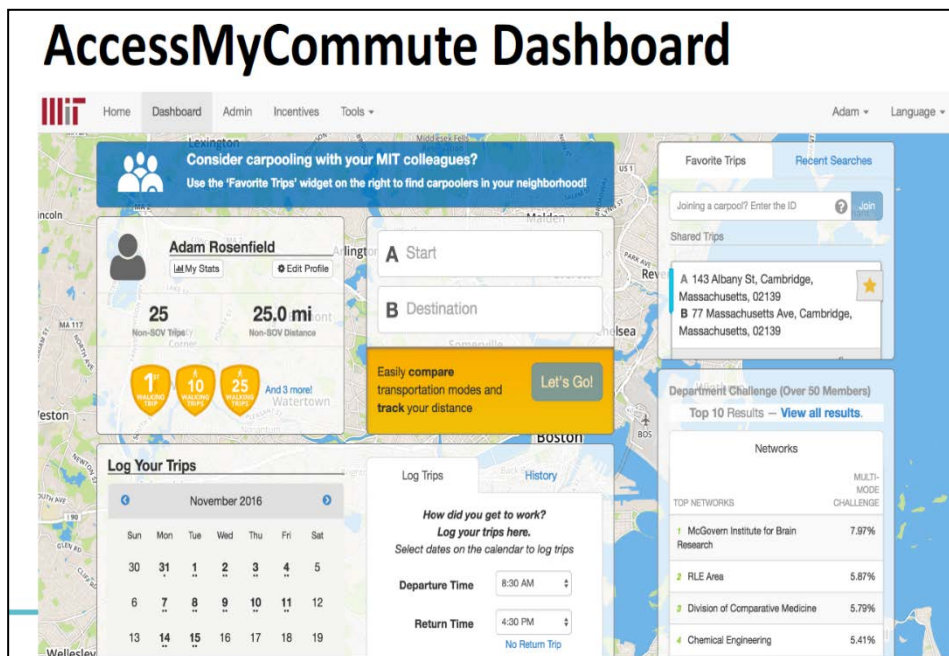 AccessMyCommute Dashboard
MIT Home Dashboard Admin Incentives Tools Adam Language
Consider carpooling with your MIT colleagues?
Use the 'Favorite Trips' widget on the right to find carpoolers in your neighborhood!
Adam Rosenfield
My Stats Edit Profile
25 25.0 mi
Non-SOV Trips Non-SOV Distance
1ST WALKING TRIP
10 WALKING TRIPS
25 WALKING TRIPS
And 3 more!
A Start
B Destination
Easily compare
transportation modes and
track your distance
Let's Go!
Favorite Trips Recent Searches
Joining a carpool? Enter the ID ? Join
Shared Trips
A 143 Albany St, Cambridge,
Massachusetts, 02139
B 77 Massachusetts Ave, Cambridge,
Massachusetts, 02139
Log Your Trips
November 2016
Sun Mon Tue Wed Thu Fri Sat
30 31 1 2 3 4 5
6 7 8 9 10 11 12
13 14 15 16 17 18 19
Log Trips History
How did you get to work?
Log your trips here.
Select dates on the calendar to log trips
Departure Time 8:30 AM
Return Time 4:30 PM
No Return Trip
Department Challenge (Over 50 Members)
Top 10 Results — View all results.
Networks
TOP NETWORKS
MULTI-
MODE
CHALLENGE
1 McGovern Institute for Brain
Research
7.97%
2 RLE Area 5.87%
3 Division of Comparative Medicine 5.79%
4 Chemical Engineering 5.41%
Lexington
Malden
US 1
Chelsea
MA 117
Watertown
Somerville
BOSTON
BOS
Wellesley
I 90